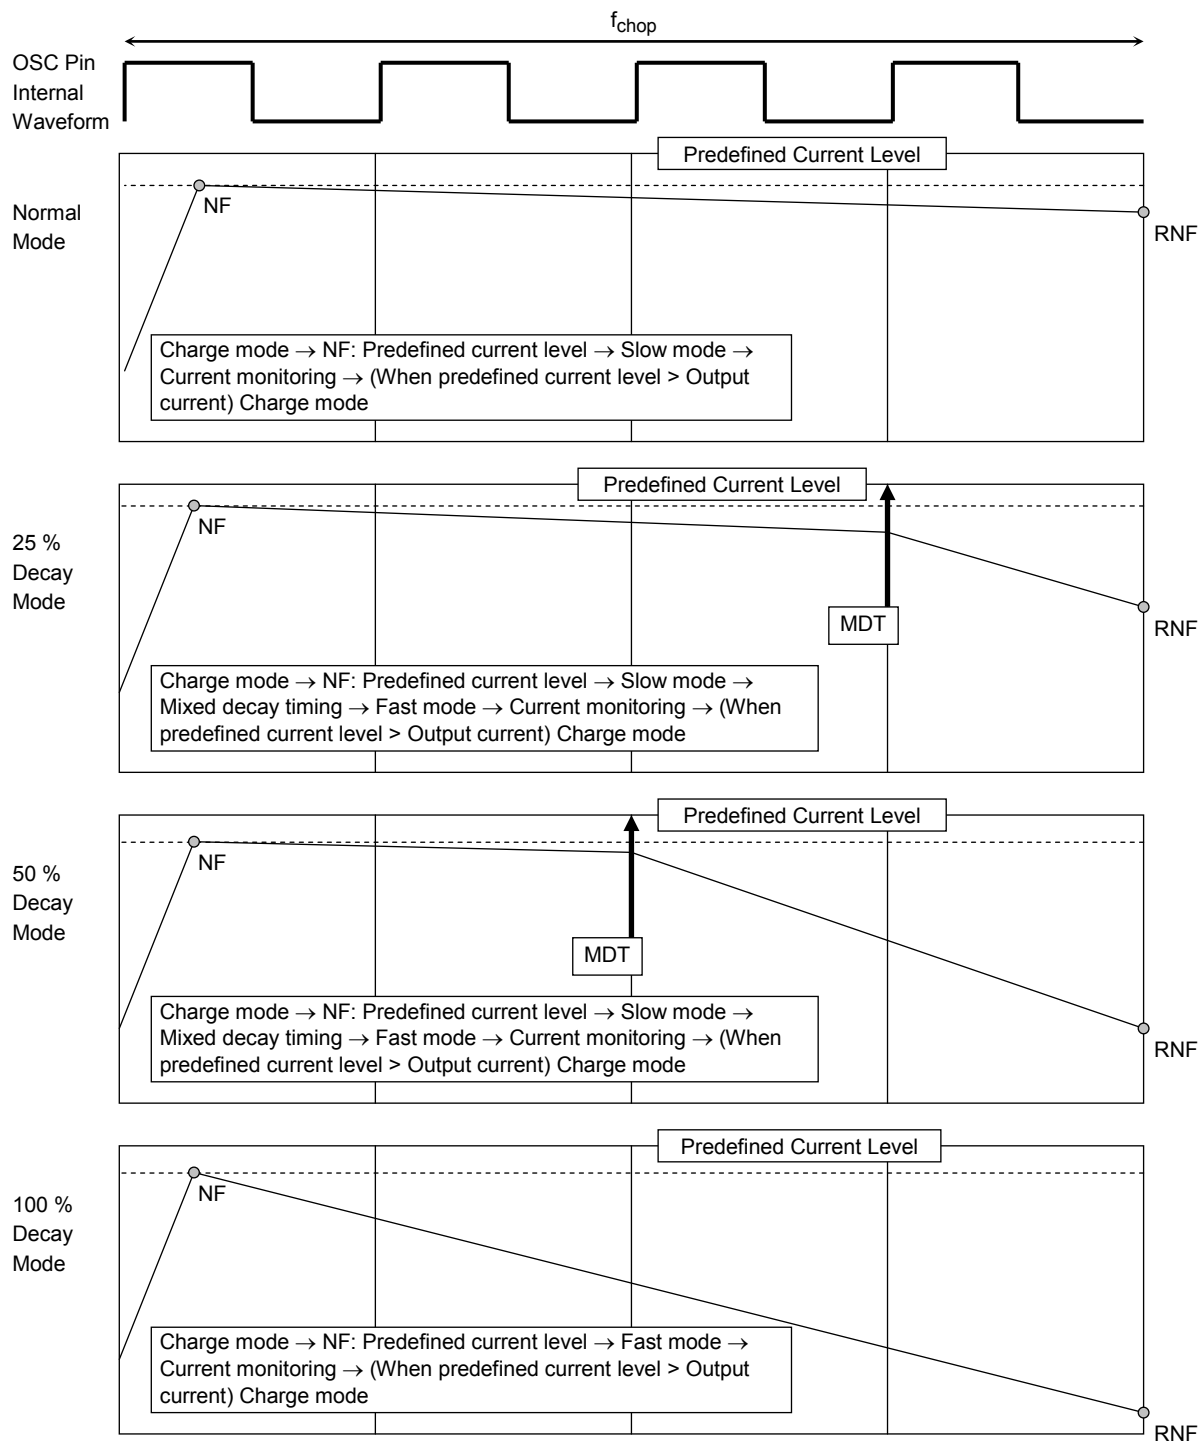 fchop
OSC Pin
Internal
Waveform
Predefined Current Level
Normal
Mode
NF
RNF
Charge mode → NF: Predefined current level → Slow mode →
Current monitoring → (When predefined current level > Output
current) Charge mode
Predefined Current Level
25 %
Decay
Mode
NF
MDT
RNF
Charge mode → NF: Predefined current level → Slow mode →
Mixed decay timing → Fast mode → Current monitoring → (When
predefined current level > Output current) Charge mode
Predefined Current Level
50 %
Decay
Mode
NF
MDT
RNF
Charge mode → NF: Predefined current level → Slow mode →
Mixed decay timing → Fast mode → Current monitoring → (When
predefined current level > Output current) Charge mode
Predefined Current Level
100 %
Decay
Mode
NF
Charge mode → NF: Predefined current level → Fast mode →
Current monitoring → (When predefined current level > Output
current) Charge mode
RNF